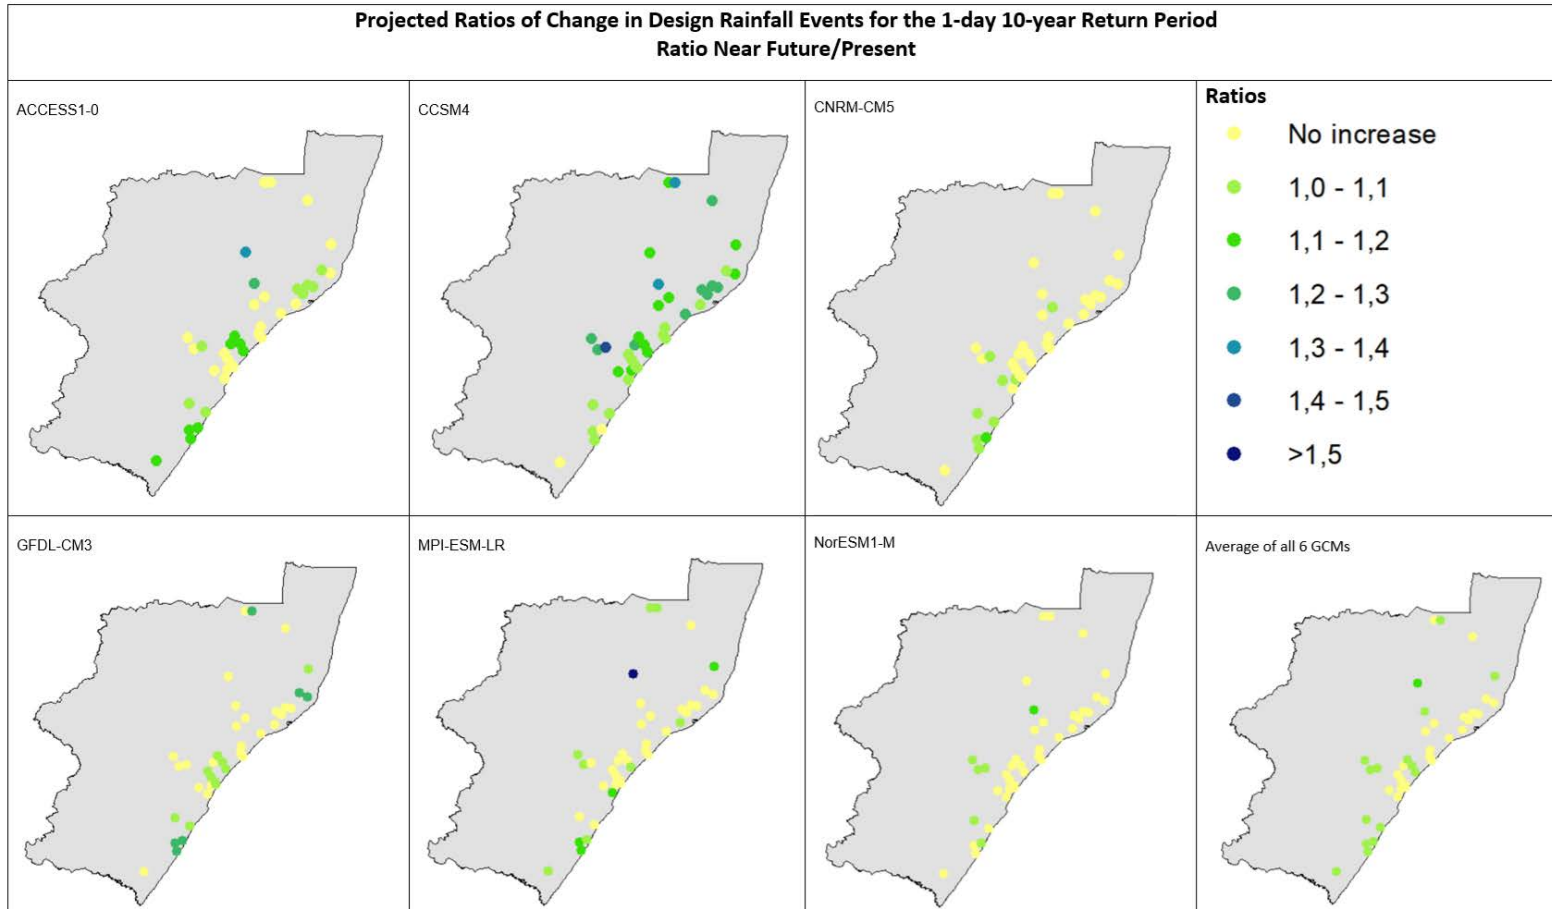 Projected Ratios of Change in Design Rainfall Events for the 1-day 10-year Return Period
Ratio Near Future/Present
ACCESS1-0
CCSM4
CNRM-CM5
Ratios
No increase
1,0 - 1,1
1,1 - 1,2
1,2 - 1,3
1,3 - 1,4
1,4 - 1,5
>1,5
GFDL-CM3
MPI-ESM-LR
NorESM1-M
Average of all 6 GCMs